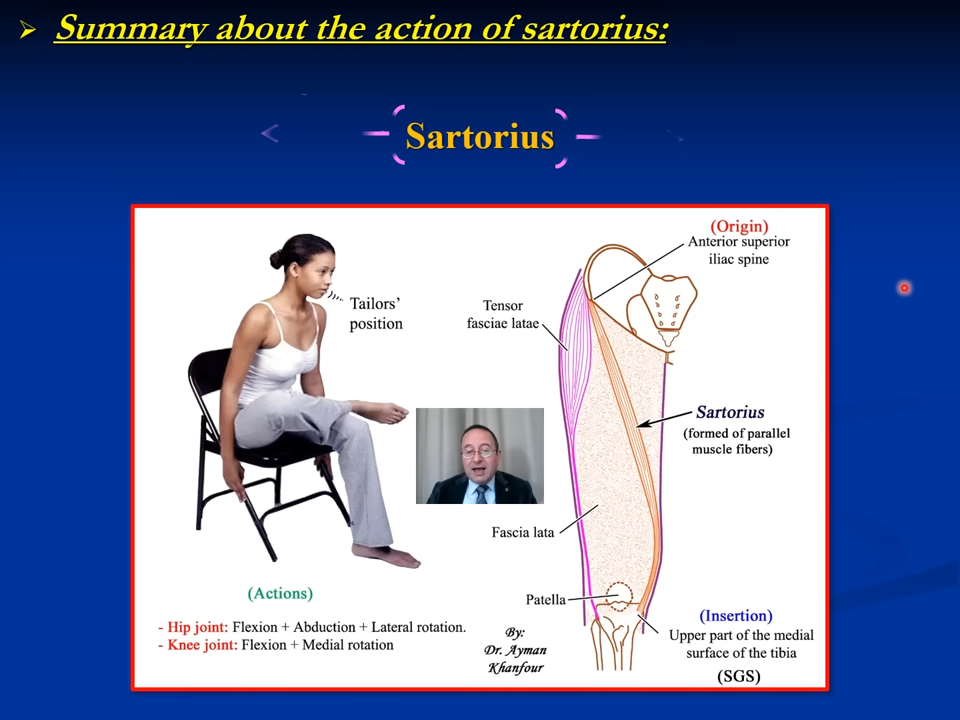 Summary about the action of sartorius:
Sartorius
(Origin)
Anterior superior
iliac spine
Tailors'
position
Tensor
fasciae latae
Sartorius
(formed of parallel
muscle fibers)
Fascia lata
Patella
(Actions)
- Hip joint: Flexion + Abduction + Lateral rotation.
- Knee joint: Flexion + Medial rotation
By:
Dr. Ayman
Khanfour
(Insertion)
Upper part of the medial
surface of the tibia
(SGS)